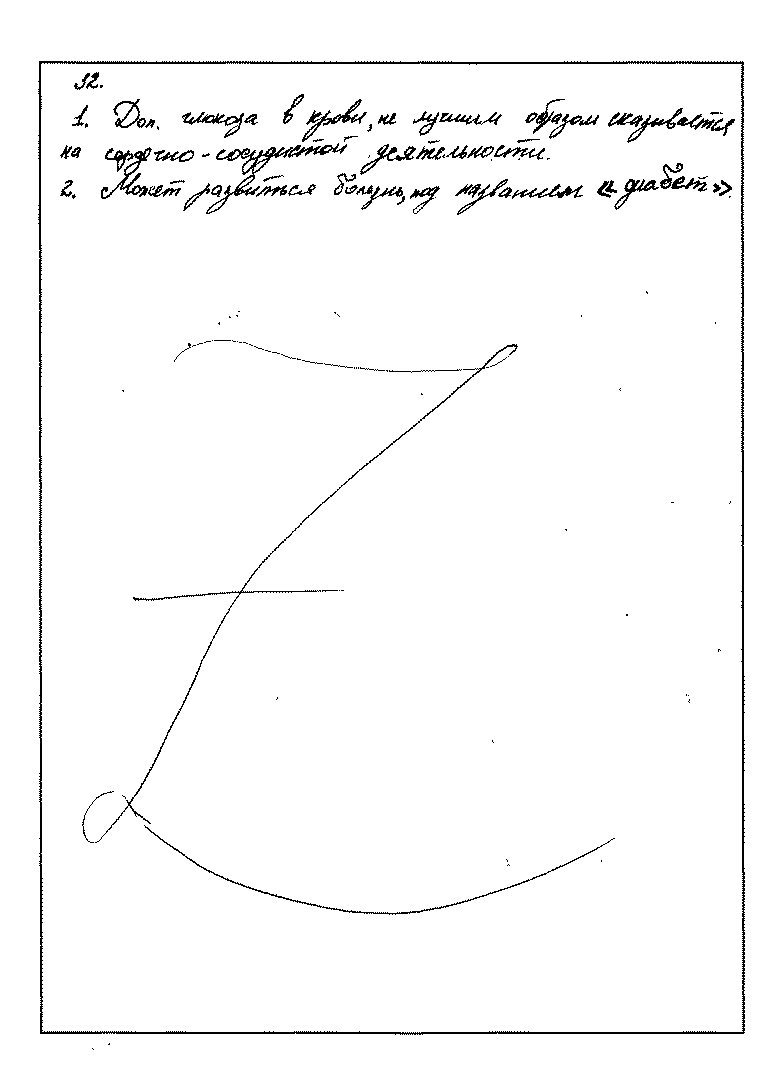 32.
1. Доп. глюкоза в крови, не лучшим образом сказывается
на сердечно-сосудистой деятельности.
2. Может развиться болезнь, под названием «диабет».